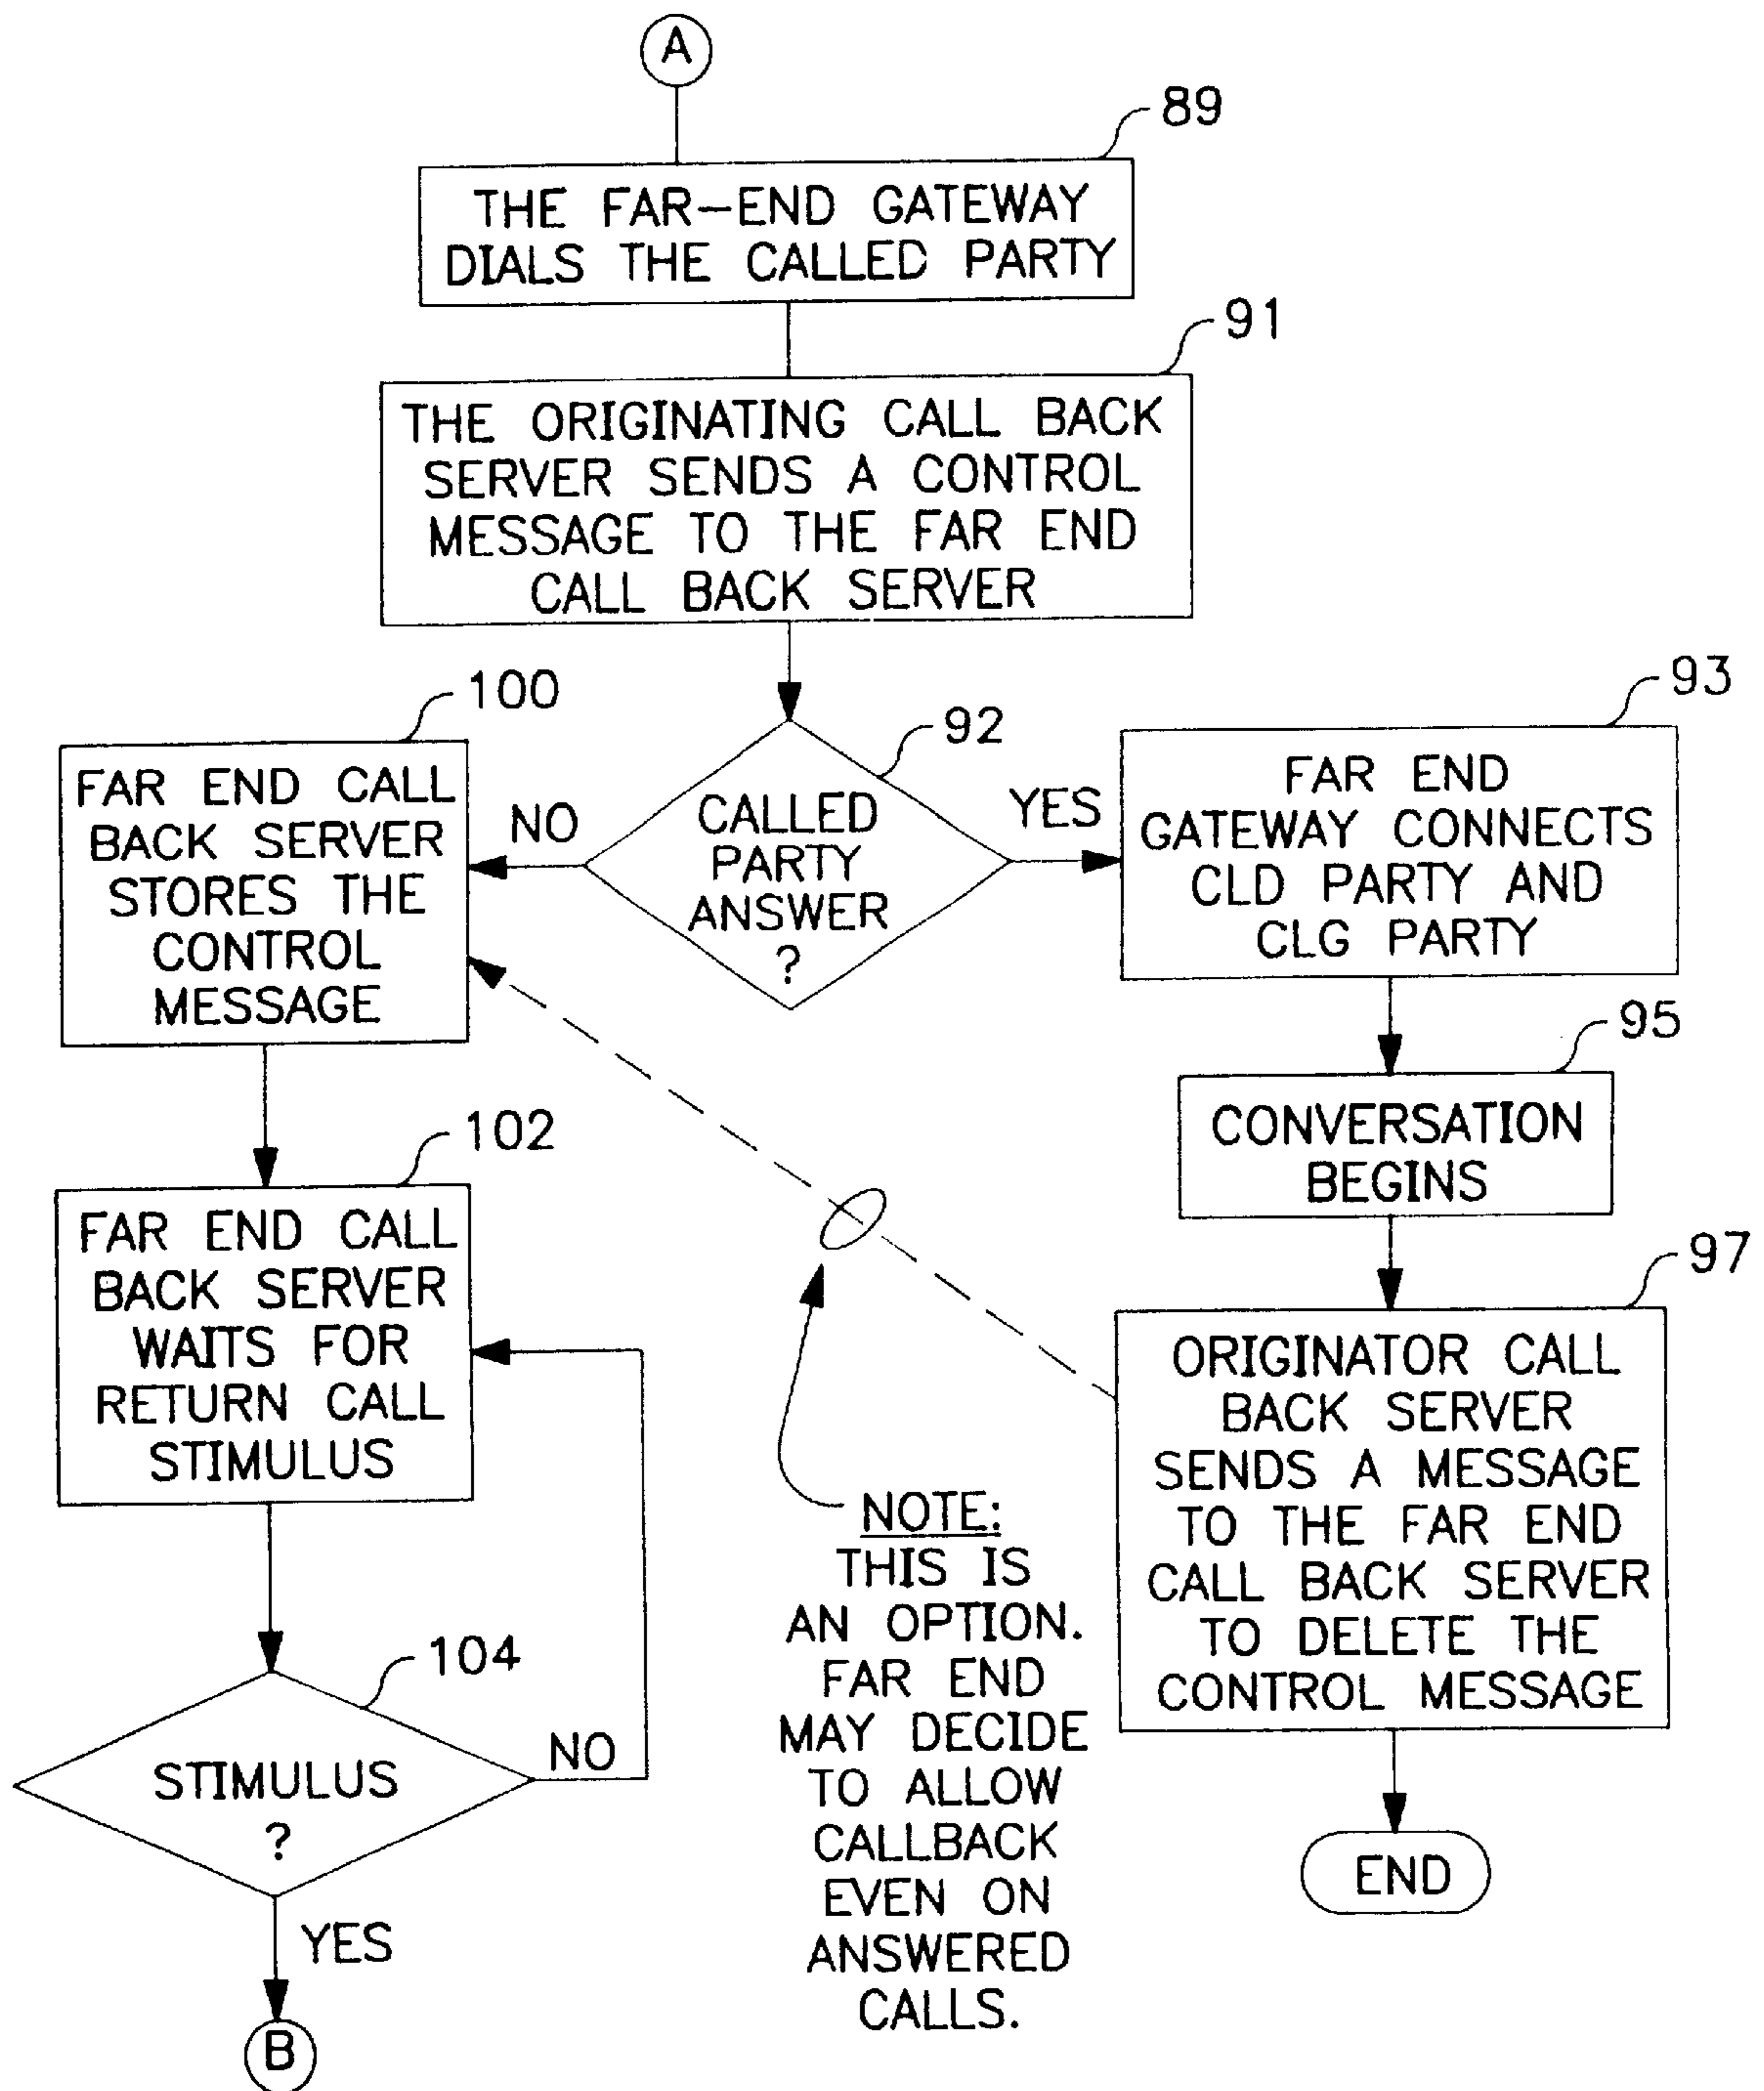 A
89
THE FAR-END GATEWAY
DIALS THE CALLED PARTY
91
THE ORIGINATING CALL BACK
SERVER SENDS A CONTROL
MESSAGE TO THE FAR END
CALL BACK SERVER
92
CALLED
PARTY
ANSWER
?
NO
YES
100
FAR END CALL
BACK SERVER
STORES THE
CONTROL
MESSAGE
93
FAR END
GATEWAY CONNECTS
CLD PARTY AND
CLG PARTY
95
CONVERSATION
BEGINS
102
FAR END CALL
BACK SERVER
WAITS FOR
RETURN CALL
STIMULUS
97
ORIGINATOR CALL
BACK SERVER
SENDS A MESSAGE
TO THE FAR END
CALL BACK SERVER
TO DELETE THE
CONTROL MESSAGE
NOTE:
THIS IS
AN OPTION.
FAR END
MAY DECIDE
TO ALLOW
CALLBACK
EVEN ON
ANSWERED
CALLS.
104
STIMULUS
?
NO
YES
B
END